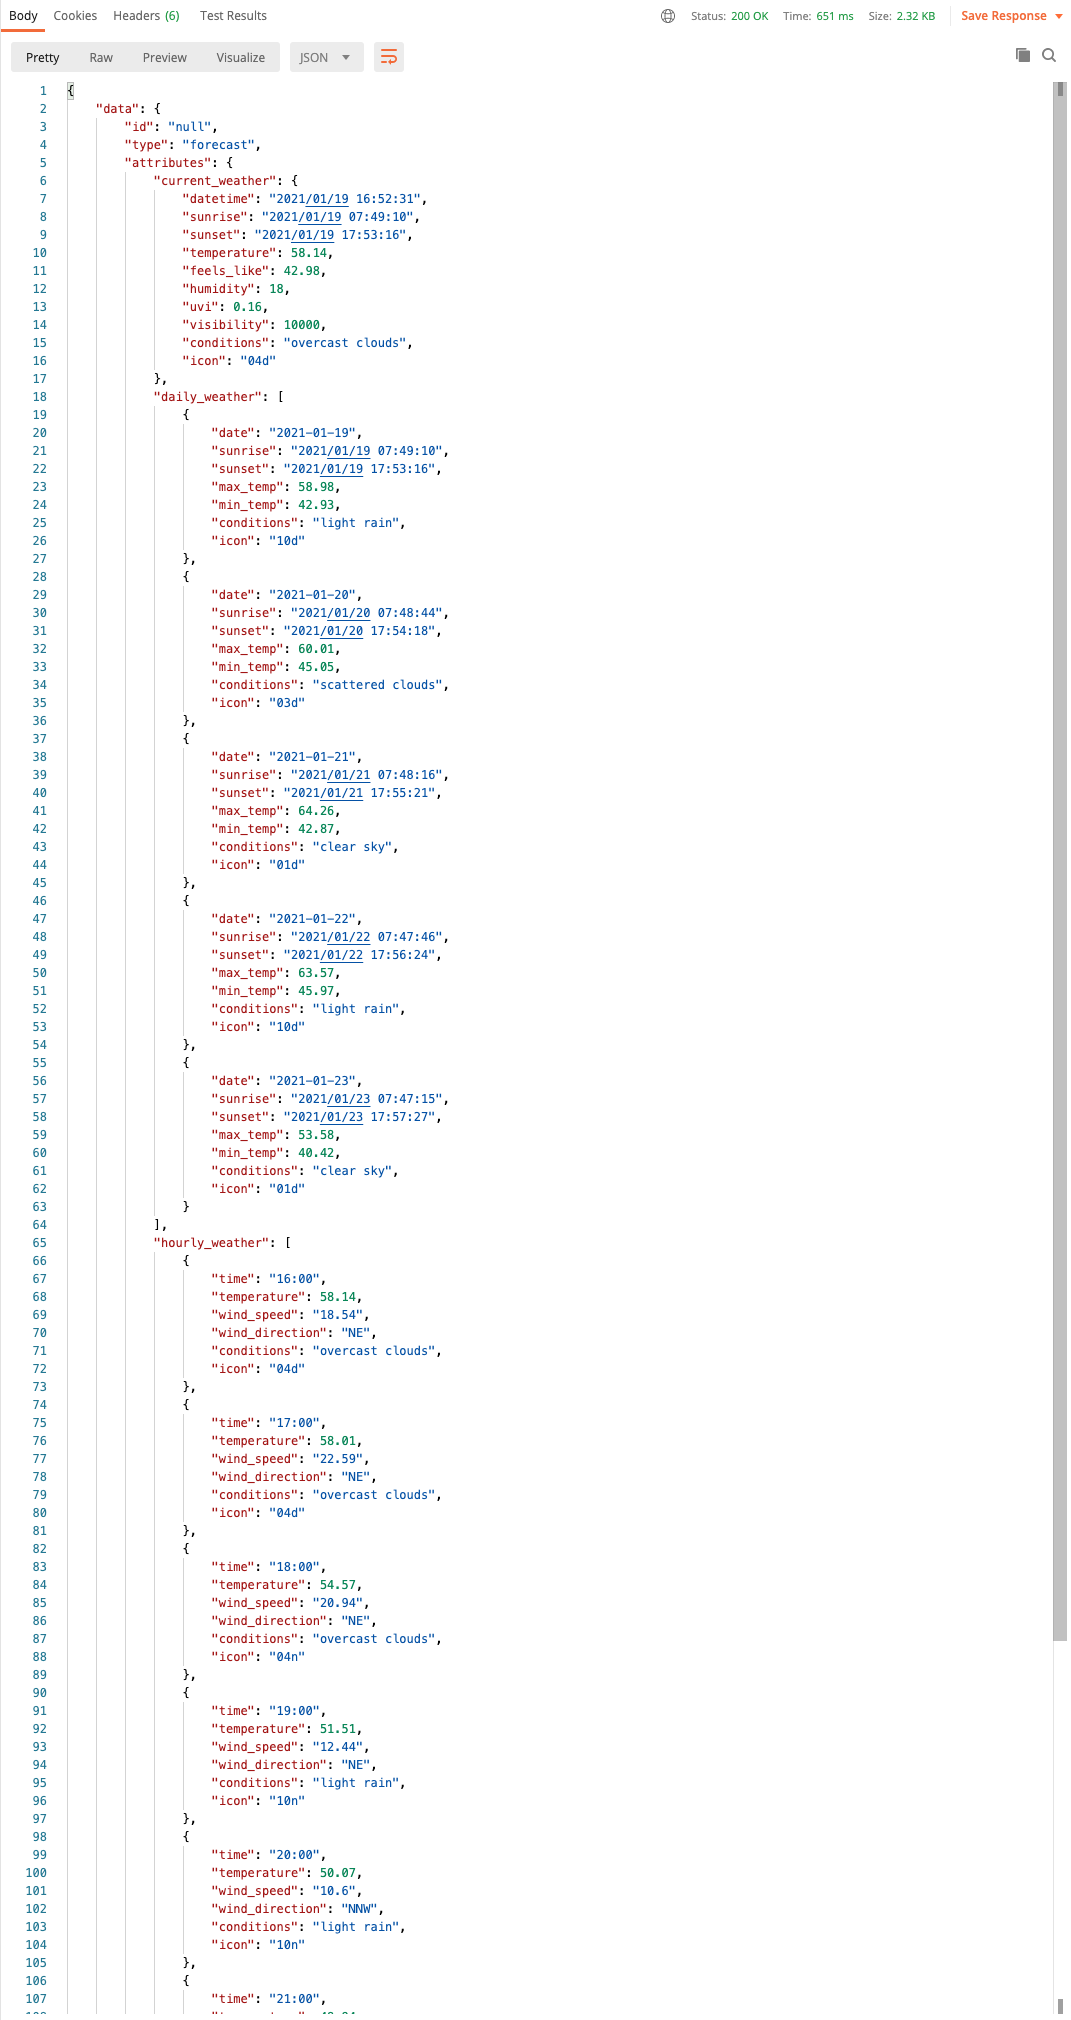 Body Cookies Headers (6) Test Results Status: 200 OK Time: 651 ms Size: 2.32 KB Save Response
Pretty Raw Preview Visualize JSON
1 {
2 "data": {
3 "id": "null",
4 "type": "forecast",
5 "attributes": {
6 "current_weather": {
7 "datetime": "2021/01/19 16:52:31",
8 "sunrise": "2021/01/19 07:49:10",
9 "sunset": "2021/01/19 17:53:16",
10 "temperature": 58.14,
11 "feels_like": 42.98,
12 "humidity": 18,
13 "uvi": 0.16,
14 "visibility": 10000,
15 "conditions": "overcast clouds",
16 "icon": "04d"
17 },
18 "daily_weather": [
19 {
20 "date": "2021-01-19",
21 "sunrise": "2021/01/19 07:49:10",
22 "sunset": "2021/01/19 17:53:16",
23 "max_temp": 58.98,
24 "min_temp": 42.93,
25 "conditions": "light rain",
26 "icon": "10d"
27 },
28 {
29 "date": "2021-01-20",
30 "sunrise": "2021/01/20 07:48:44",
31 "sunset": "2021/01/20 17:54:18",
32 "max_temp": 60.01,
33 "min_temp": 45.05,
34 "conditions": "scattered clouds",
35 "icon": "03d"
36 },
37 {
38 "date": "2021-01-21",
39 "sunrise": "2021/01/21 07:48:16",
40 "sunset": "2021/01/21 17:55:21",
41 "max_temp": 64.26,
42 "min_temp": 42.87,
43 "conditions": "clear sky",
44 "icon": "01d"
45 },
46 {
47 "date": "2021-01-22",
48 "sunrise": "2021/01/22 07:47:46",
49 "sunset": "2021/01/22 17:56:24",
50 "max_temp": 63.57,
51 "min_temp": 45.97,
52 "conditions": "light rain",
53 "icon": "10d"
54 },
55 {
56 "date": "2021-01-23",
57 "sunrise": "2021/01/23 07:47:15",
58 "sunset": "2021/01/23 17:57:27",
59 "max_temp": 53.58,
60 "min_temp": 40.42,
61 "conditions": "clear sky",
62 "icon": "01d"
63 }
64 ],
65 "hourly_weather": [
66 {
67 "time": "16:00",
68 "temperature": 58.14,
69 "wind_speed": "18.54",
70 "wind_direction": "NE",
71 "conditions": "overcast clouds",
72 "icon": "04d"
73 },
74 {
75 "time": "17:00",
76 "temperature": 58.01,
77 "wind_speed": "22.59",
78 "wind_direction": "NE",
79 "conditions": "overcast clouds",
80 "icon": "04d"
81 },
82 {
83 "time": "18:00",
84 "temperature": 54.57,
85 "wind_speed": "20.94",
86 "wind_direction": "NE",
87 "conditions": "overcast clouds",
88 "icon": "04n"
89 },
90 {
91 "time": "19:00",
92 "temperature": 51.51,
93 "wind_speed": "12.44",
94 "wind_direction": "NE",
95 "conditions": "light rain",
96 "icon": "10n"
97 },
98 {
99 "time": "20:00",
100 "temperature": 50.07,
101 "wind_speed": "10.6",
102 "wind_direction": "NNW",
103 "conditions": "light rain",
104 "icon": "10n"
105 },
106 {
107 "time": "21:00",